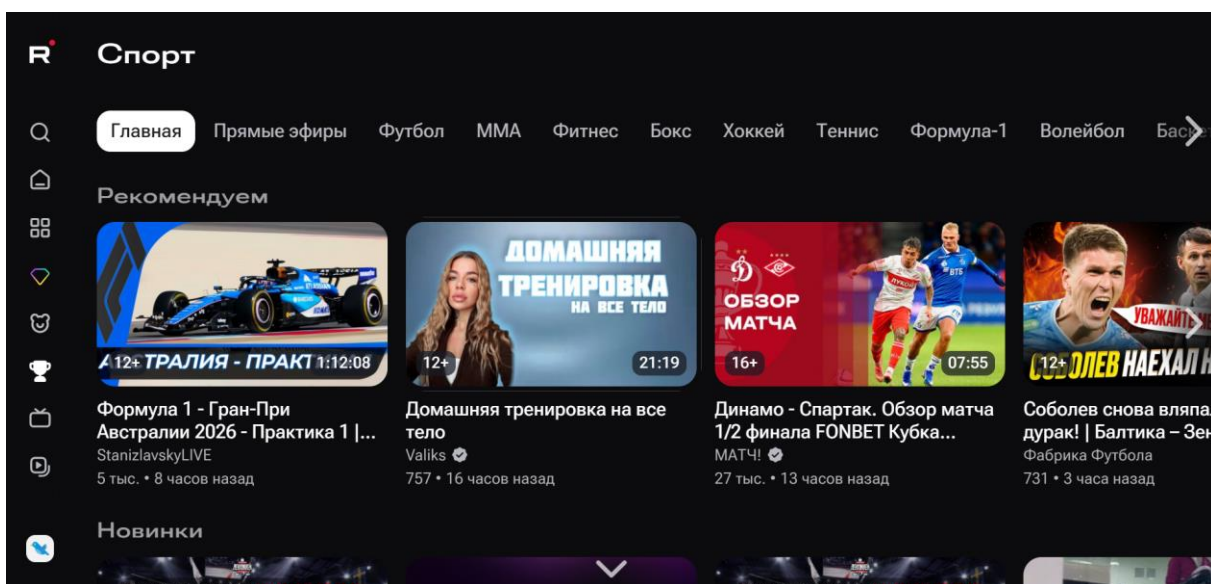 R
Спорт
Главная Прямые эфиры Футбол ММА Фитнес Бокс Хоккей Теннис Формула-1 Волейбол
Рекомендуем
12+
1:12:08
ДОМАШНЯЯ
ТРЕНИРОВКА
НА ВСЕ ТЕЛО
12+
21:19
ОБЗОР
МАТЧА
16+
07:55
12+
НАЕХАЛ
Формула 1 - Гран-При
Австралии 2026 - Практика 1 |...
StanizlavskyLIVE
5 тыс. • 8 часов назад
Домашняя тренировка на все
тело
Valiks
757 • 16 часов назад
Динамо - Спартак. Обзор матча
1/2 финала FONBET Кубка...
МАТЧ!
27 тыс. • 13 часов назад
Соболев снова вляпа
дурак! | Балтика – Зен
Фабрика Футбола
731 • 3 часа назад
Новинки